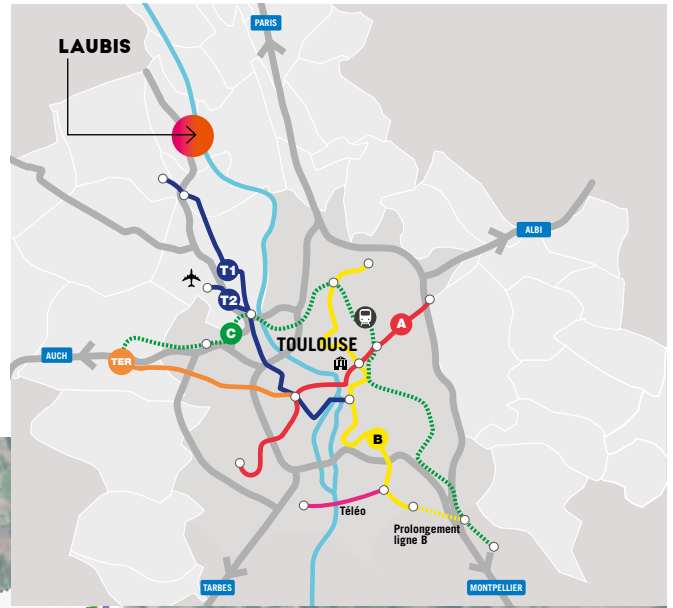 PARIS
LAUBIS
ALBI
T1
T2
C
A
TOULOUSE
AUCH
TER
B
Téléo
Prolongement
ligne B
TARBES
MONTPELLIER